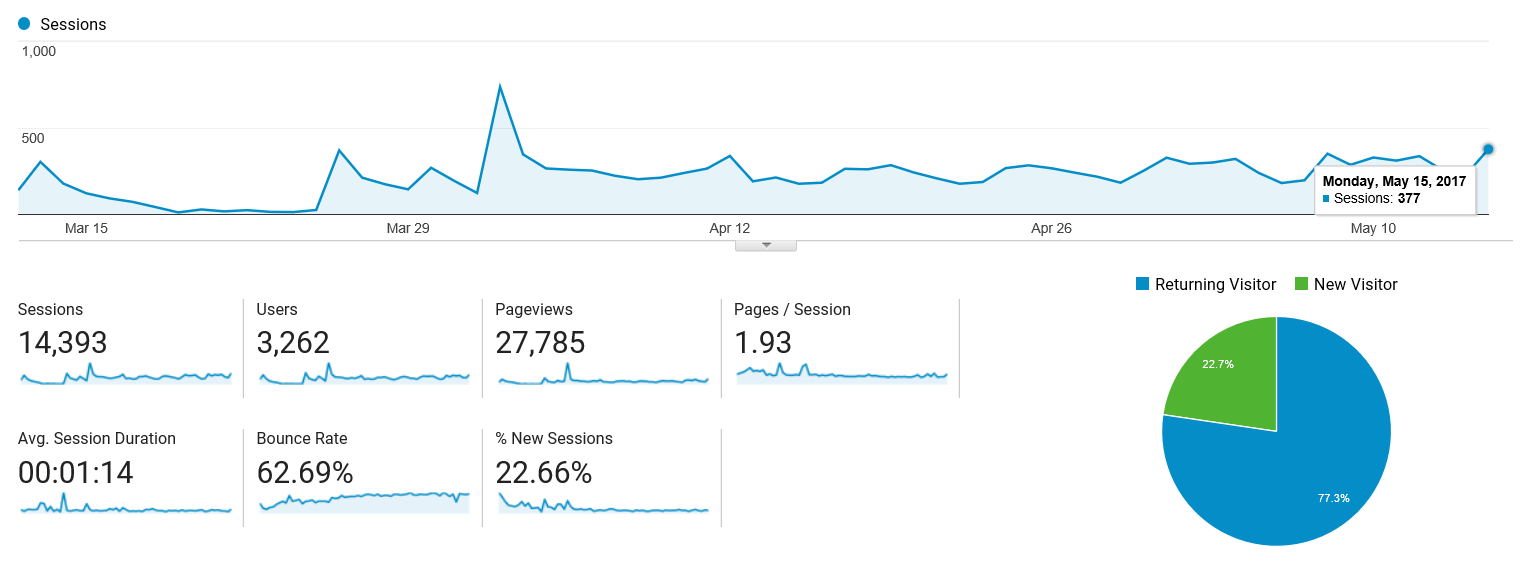 Sessions
1,000
500
Monday, May 15, 2017
Sessions: 377
Mar 15 Mar 29 Apr 12 Apr 26 May 10
Returning Visitor New Visitor
Sessions Users Pageviews Pages / Session
14,393 3,262 27,785 1.93
22.7%
Avg. Session Duration Bounce Rate % New Sessions
00:01:14 62.69% 22.66%
77.3%